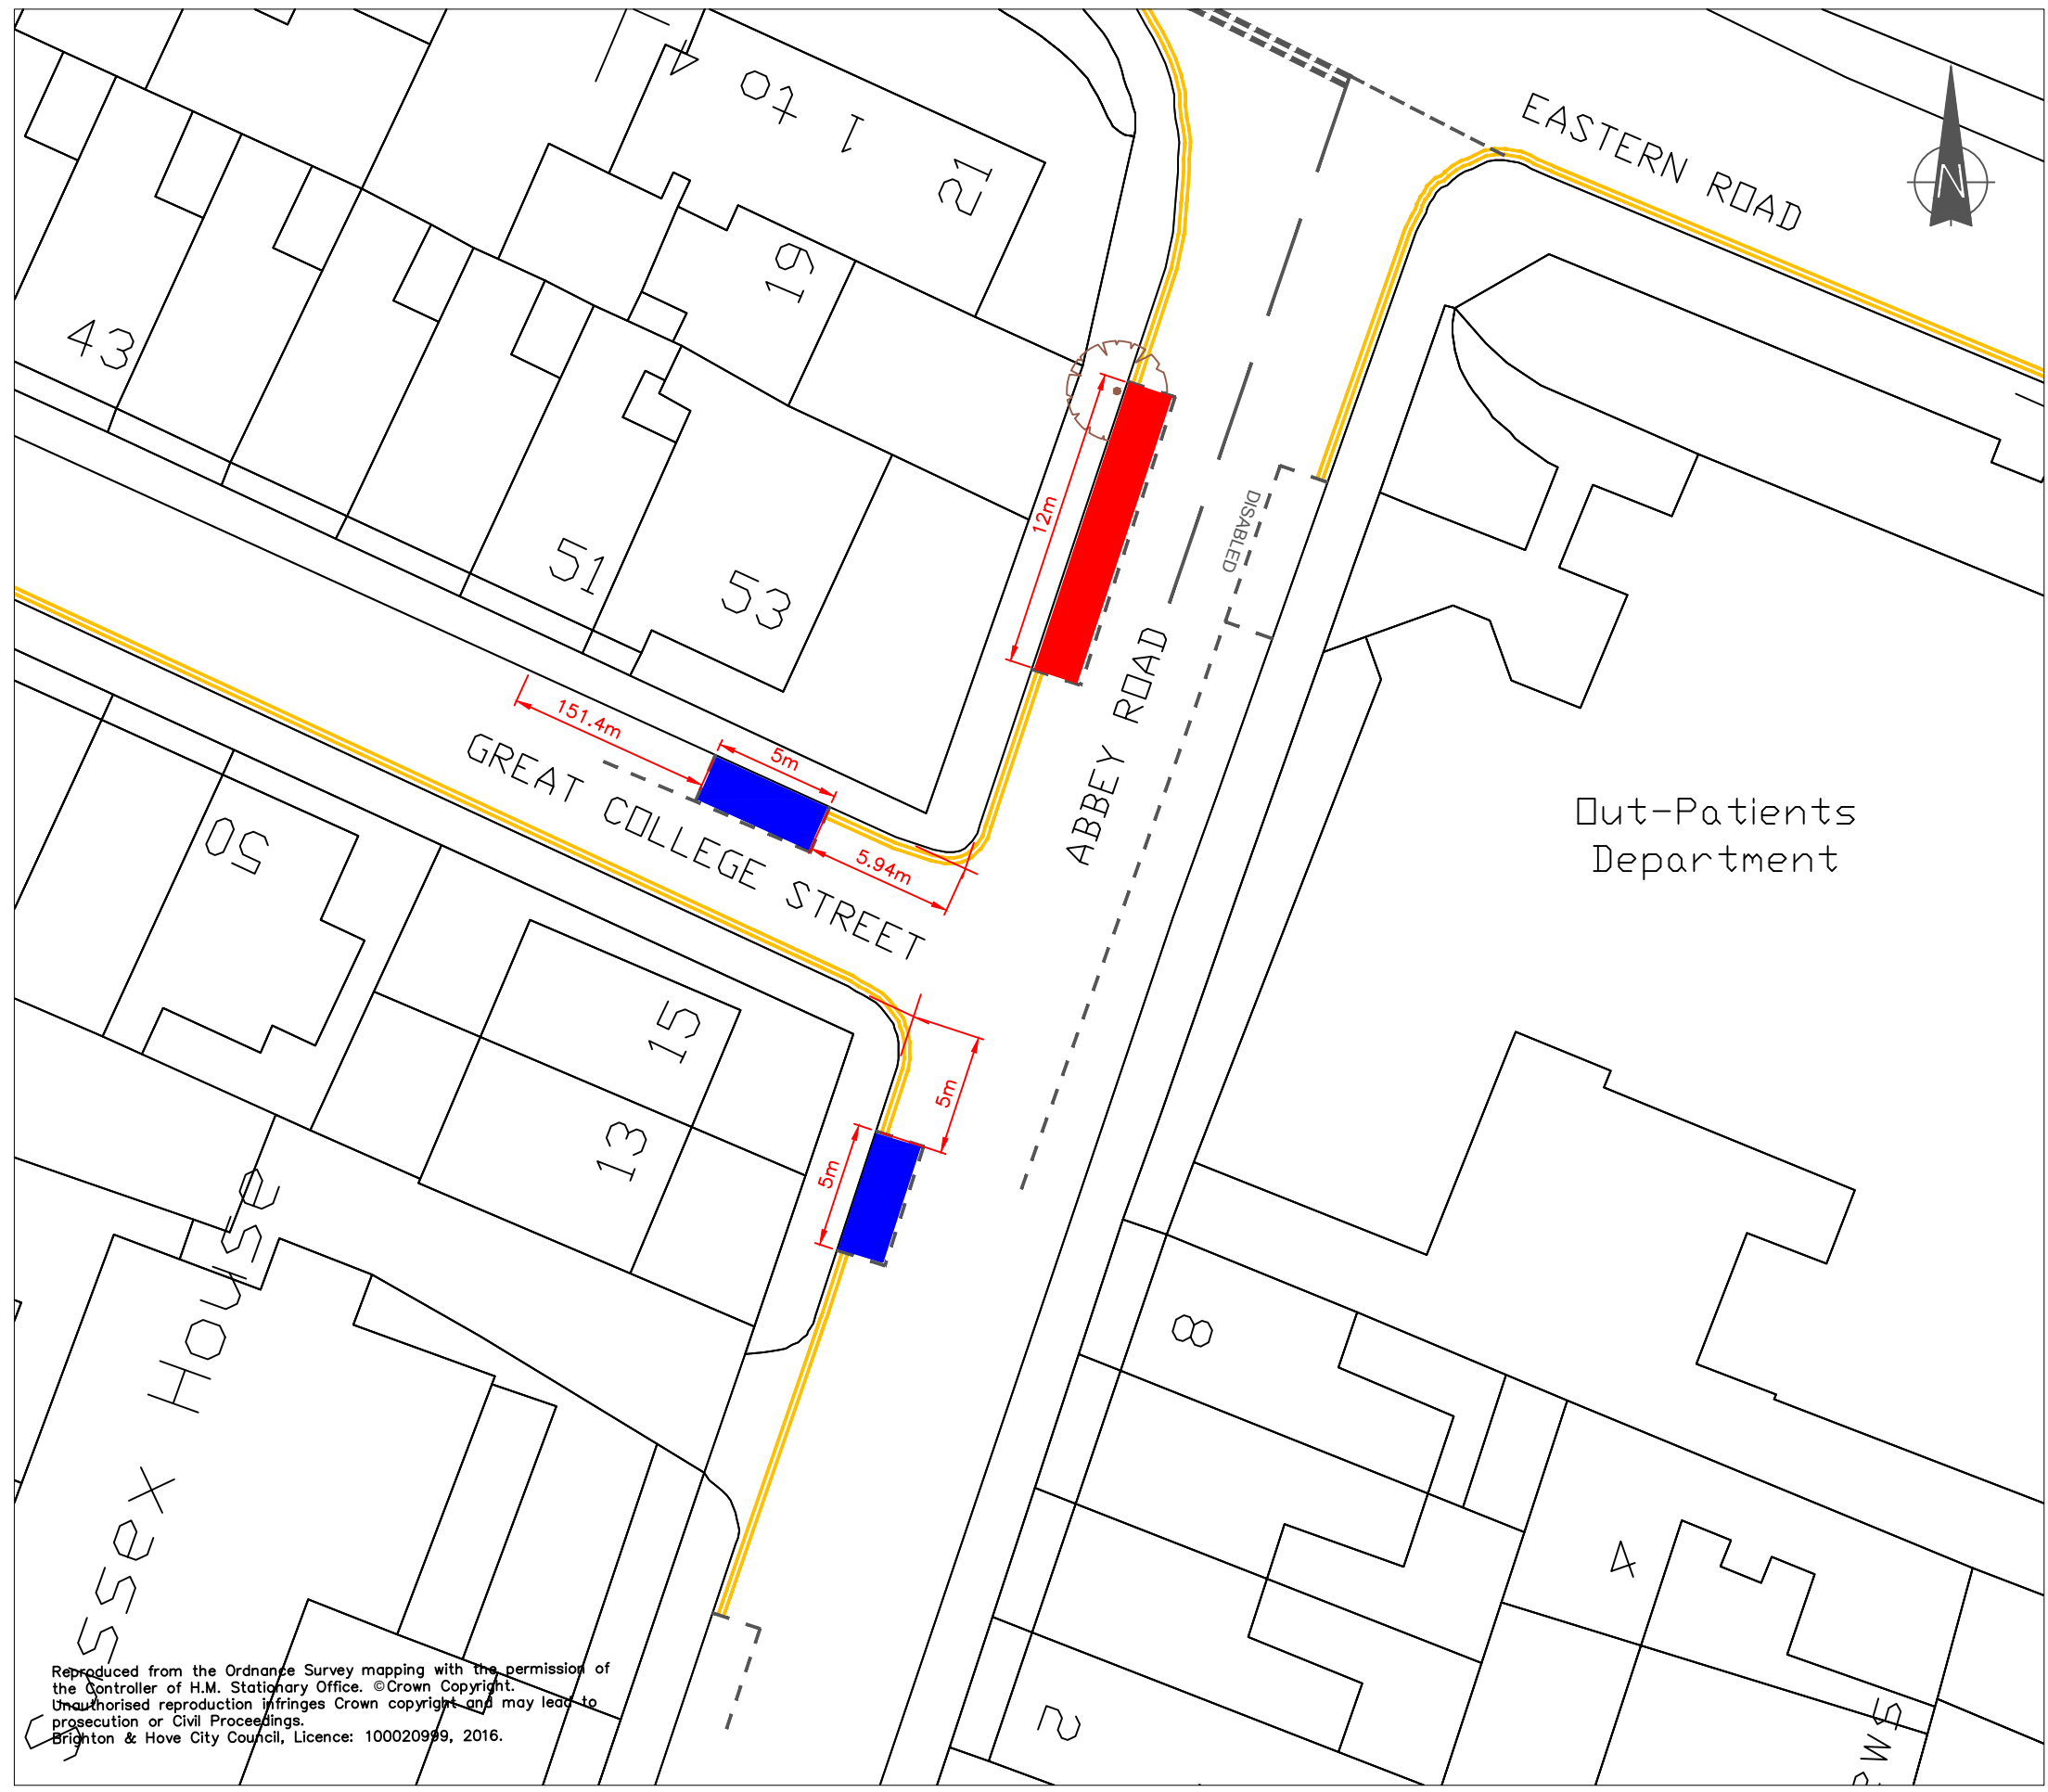 1 to 4
21
19
EASTERN ROAD
N
43
51
53
12m
DISABLED
ABBEY ROAD
151.4m
5m
GREAT COLLEGE STREET
5.94m
50
Out-Patients
Department
15
13
5m
5m
8
4
2
Sussex House
Reproduced from the Ordnance Survey mapping with the permission of
the Controller of H.M. Stationary Office. ©Crown Copyright.
Unauthorised reproduction infringes Crown copyright and may lead to
prosecution or Civil Proceedings.
Brighton & Hove City Council, Licence: 100020999, 2016.